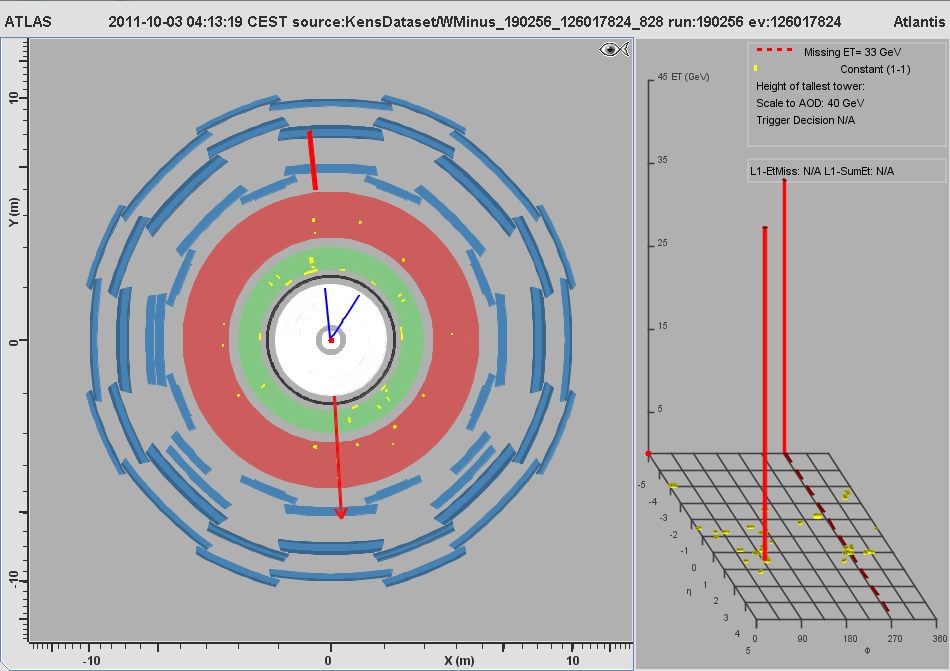 ATLAS 2011-10-03 04:13:19 CEST source:KensDataset/WMinus_190256_126017824_828 run:190256 ev:126017824 Atlantis
Missing ET= 33 GeV
Constant (1-1)
Height of tallest tower:
Scale to AOD: 40 GeV
Trigger Decision N/A
L1-EtMiss: N/A L1-SumEt: N/A
45 ET (GeV)
35
25
15
5
-5
-4
-3
-2
-1
0
1
η
2
3
4
5
0
90
180
270
360
Φ
10
Y (m)
0
-10
-10
0
X (m)
10